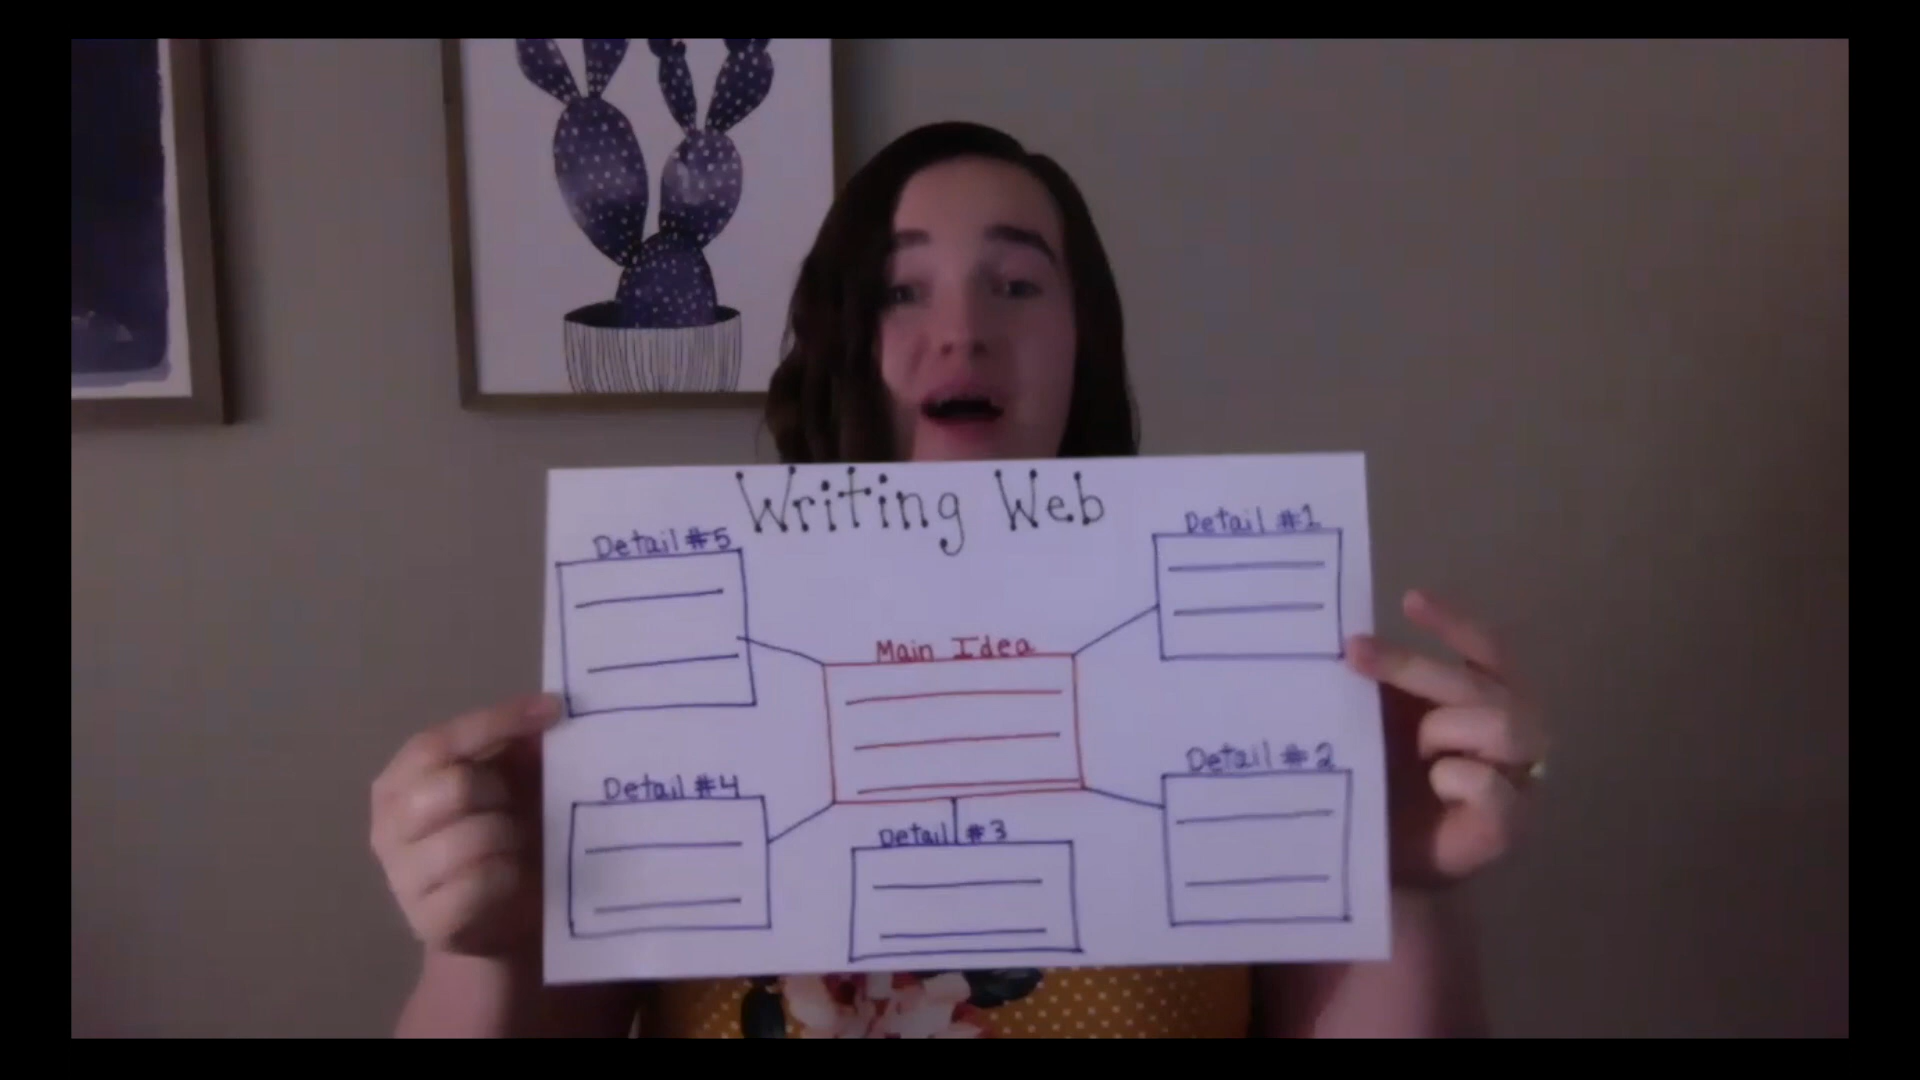 Writing Web
Detail #1
Detail #5
Main Idea
Detail #2
Detail #4
Detail #3